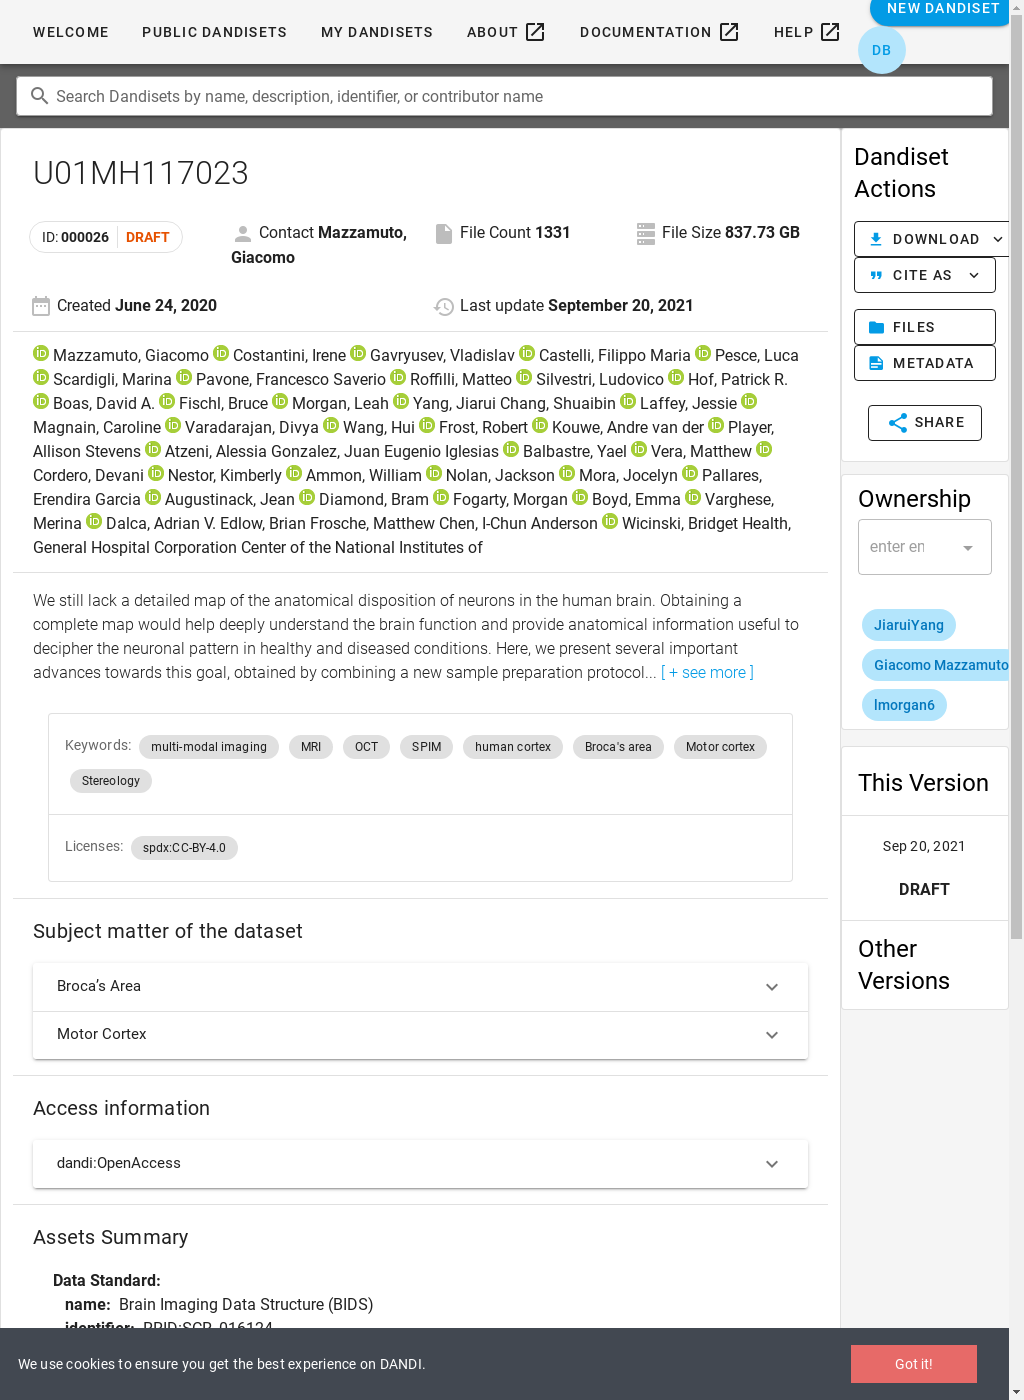 WELCOME PUBLIC DANDISETS MY DANDISETS ABOUT DOCUMENTATION HELP NEW DANDISET
DB
Search Dandisets by name, description, identifier, or contributor name
U01MH117023
ID: 000026 DRAFT
Contact Mazzamuto, Giacomo
File Count 1331
File Size 837.73 GB
Created June 24, 2020
Last update September 20, 2021
Mazzamuto, Giacomo Costantini, Irene Gavryusev, Vladislav Castelli, Filippo Maria Pesce, Luca
Scardigli, Marina Pavone, Francesco Saverio Roffilli, Matteo Silvestri, Ludovico Hof, Patrick R.
Boas, David A. Fischl, Bruce Morgan, Leah Yang, Jiarui Chang, Shuaibin Laffey, Jessie
Magnain, Caroline Varadarajan, Divya Wang, Hui Frost, Robert Kouwe, Andre van der Player,
Allison Stevens Atzeni, Alessia Gonzalez, Juan Eugenio Iglesias Balbastre, Yael Vera, Matthew
Cordero, Devani Nestor, Kimberly Ammon, William Nolan, Jackson Mora, Jocelyn Pallares,
Erendira Garcia Augustinack, Jean Diamond, Bram Fogarty, Morgan Boyd, Emma Varghese,
Merina Dalca, Adrian V. Edlow, Brian Frosche, Matthew Chen, I-Chun Anderson Wicinski, Bridget Health,
General Hospital Corporation Center of the National Institutes of
We still lack a detailed map of the anatomical disposition of neurons in the human brain. Obtaining a
complete map would help deeply understand the brain function and provide anatomical information useful to
decipher the neuronal pattern in healthy and diseased conditions. Here, we present several important
advances towards this goal, obtained by combining a new sample preparation protocol... [ + see more ]
Keywords: multi-modal imaging MRI OCT SPIM human cortex Broca's area Motor cortex
Stereology
Licenses: spdx:CC-BY-4.0
Subject matter of the dataset
Broca’s Area
Motor Cortex
Access information
dandi:OpenAccess
Assets Summary
Data Standard:
name: Brain Imaging Data Structure (BIDS)
identifier: RRID:SCR_016124
Dandiset
Actions
DOWNLOAD
CITE AS
FILES
METADATA
SHARE
Ownership
enter en
JiaruiYang
Giacomo Mazzamuto
lmorgan6
This Version
Sep 20, 2021
DRAFT
Other
Versions
We use cookies to ensure you get the best experience on DANDI.
Got it!